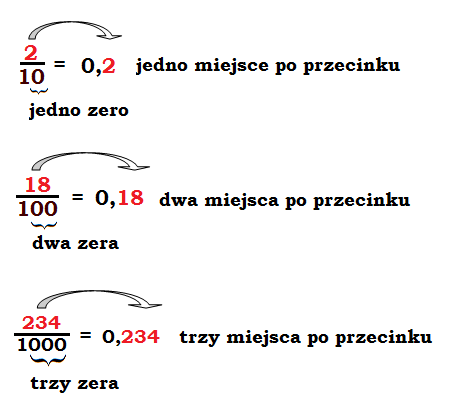 2
10 = 0,2 jedno miejsce po przecinku
jedno zero
18
100 = 0,18 dwa miejsca po przecinku
dwa zera
234
1000 = 0,234 trzy miejsca po przecinku
trzy zera